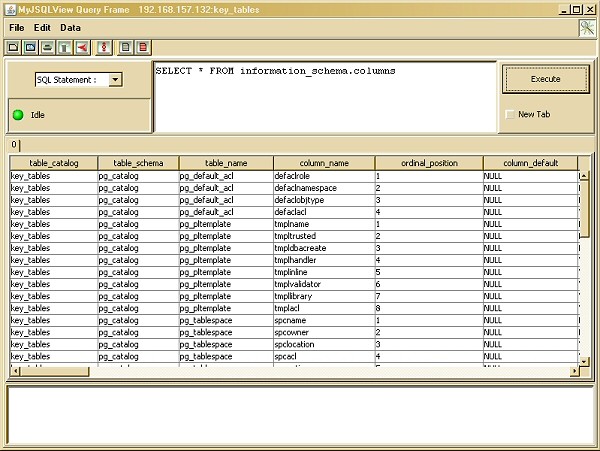 MyJSQLView Query Frame 192.168.157.132:key_tables
File Edit Data
SQL Statement :
SELECT * FROM information_schema.columns
Execute
Idle
New Tab
0
table_catalog table_schema table_name column_name ordinal_position column_default
key_tables pg_catalog pg_default_acl defaclrole 1 NULL
key_tables pg_catalog pg_default_acl defaclnamespace 2 NULL
key_tables pg_catalog pg_default_acl defaclobjtype 3 NULL
key_tables pg_catalog pg_default_acl defaclacl 4 NULL
key_tables pg_catalog pg_pltemplate tmplname 1 NULL
key_tables pg_catalog pg_pltemplate tmpltrusted 2 NULL
key_tables pg_catalog pg_pltemplate tmpldbacreate 3 NULL
key_tables pg_catalog pg_pltemplate tmplhandler 4 NULL
key_tables pg_catalog pg_pltemplate tmplinline 5 NULL
key_tables pg_catalog pg_pltemplate tmplvalidator 6 NULL
key_tables pg_catalog pg_pltemplate tmpllibrary 7 NULL
key_tables pg_catalog pg_pltemplate tmplacl 8 NULL
key_tables pg_catalog pg_tablespace spcname 1 NULL
key_tables pg_catalog pg_tablespace spcowner 2 NULL
key_tables pg_catalog pg_tablespace spclocation 3 NULL
key_tables pg_catalog pg_tablespace spcacl 4 NULL